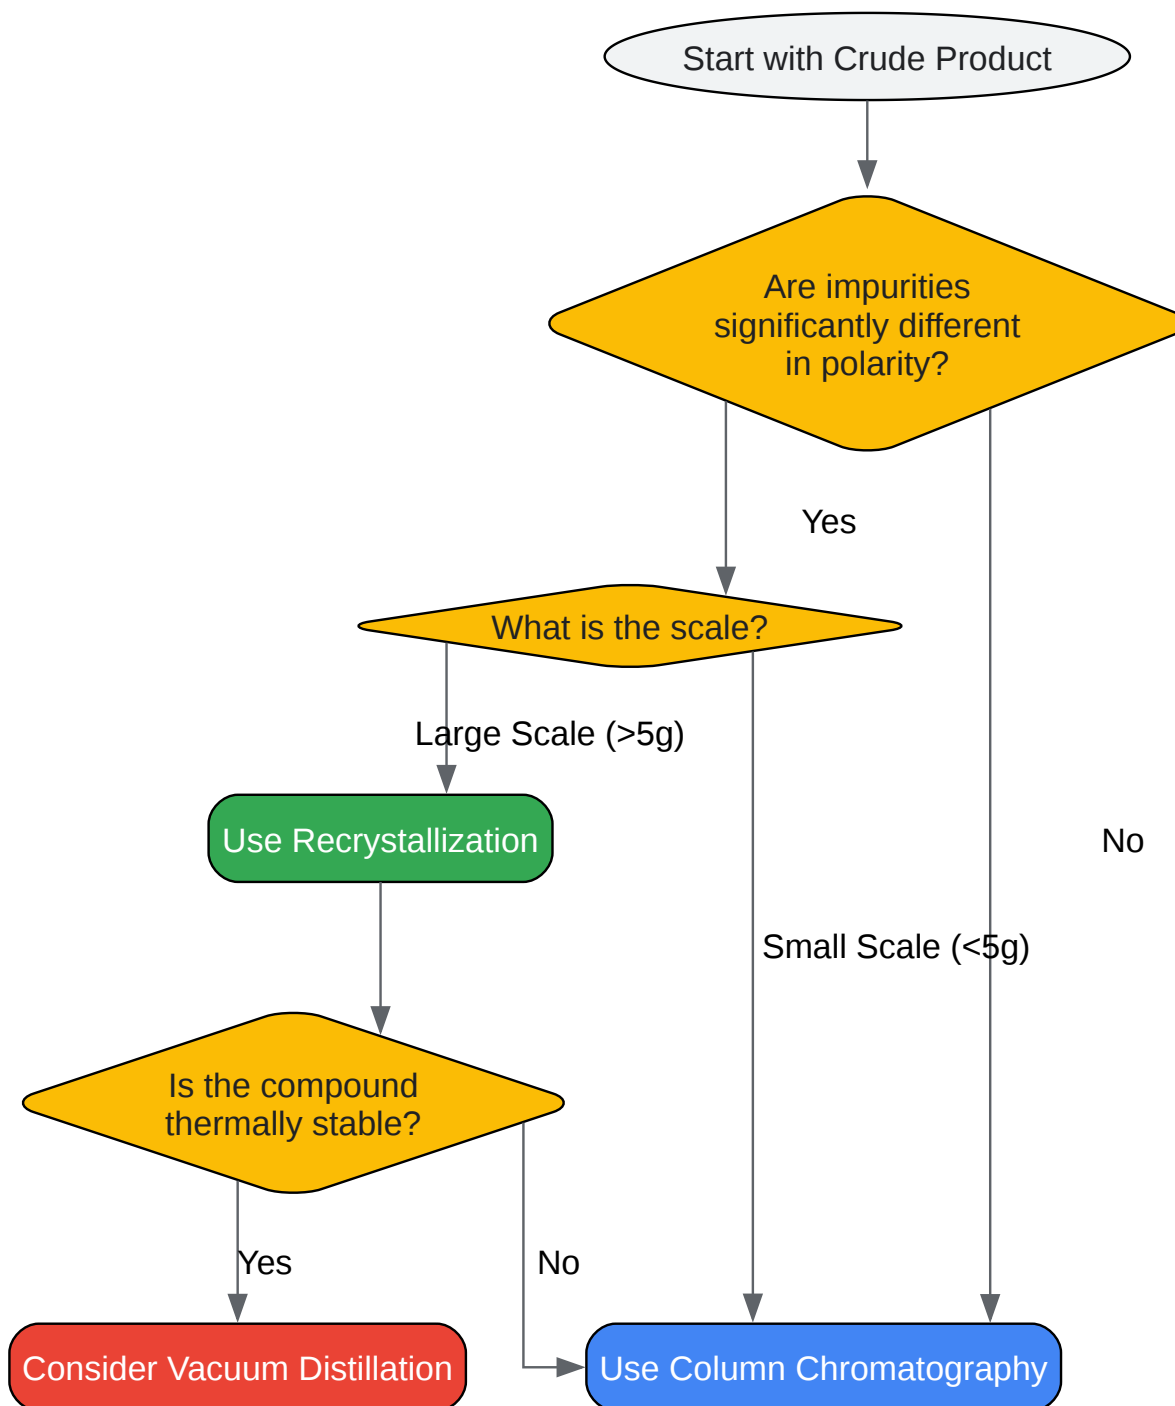 Start with Crude Product
Are impurities
significantly different
in polarity?
Yes
What is the scale?
Large Scale (>5g)
Use Recrystallization
No
Small Scale (<5g)
Is the compound
thermally stable?
Yes
No
Consider Vacuum Distillation
Use Column Chromatography